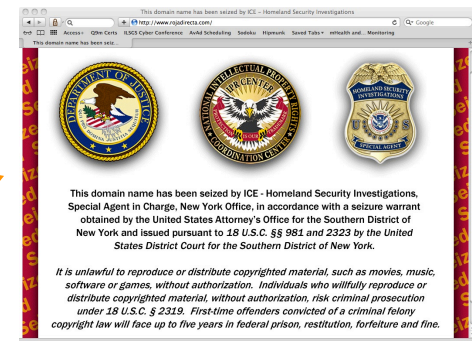 This domain name has been seized by ICE – Homeland Security Investigations
http://www.rojadirecta.com/
Google
Access▾ Q9m Certs ILSGS Cyber Conference AvAd Scheduling Sudoku Hipmunk Saved Tabs▾ mHealth and... Monitoring
This domain name has been seiz...
DEPARTMENT OF JUSTICE
NATIONAL INTELLECTUAL PROPERTY RIGHTS
IPR CENTER
PROTECTION IS OUR
COORDINATION CENTER
HOMELAND SECURITY
INVESTIGATIONS
U S
SPECIAL AGENT
This domain name has been seized by ICE - Homeland Security Investigations,
Special Agent in Charge, New York Office, in accordance with a seizure warrant
obtained by the United States Attorney's Office for the Southern District of
New York and issued pursuant to 18 U.S.C. §§ 981 and 2323 by the United
States District Court for the Southern District of New York.
It is unlawful to reproduce or distribute copyrighted material, such as movies, music,
software or games, without authorization. Individuals who willfully reproduce or
distribute copyrighted material, without authorization, risk criminal prosecution
under 18 U.S.C. § 2319. First-time offenders convicted of a criminal felony
copyright law will face up to five years in federal prison, restitution, forfeiture and fine.